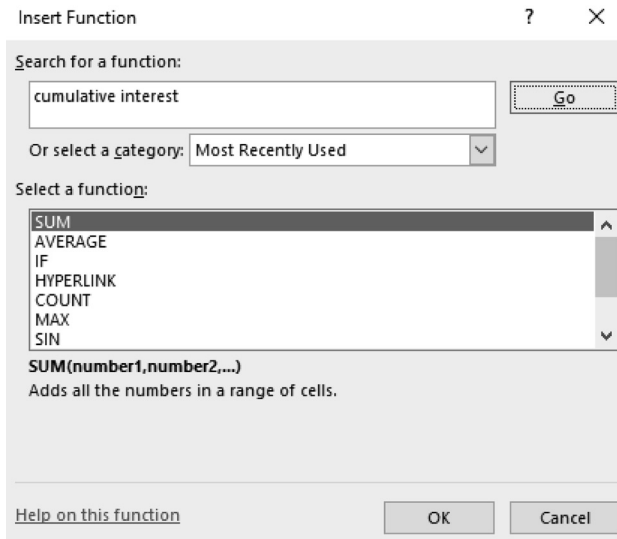 Insert Function ? ×
Search for a function:
cumulative interest
Go
Or select a category: Most Recently Used
Select a function:
SUM
AVERAGE
IF
HYPERLINK
COUNT
MAX
SIN
SUM(number1,number2,...)
Adds all the numbers in a range of cells.
Help on this function
OK
Cancel